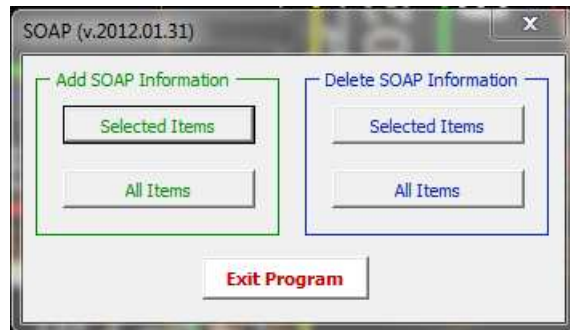 SOAP (v.2012.01.31)
x
Add SOAP Information
Selected Items
All Items
Delete SOAP Information
Selected Items
All Items
Exit Program